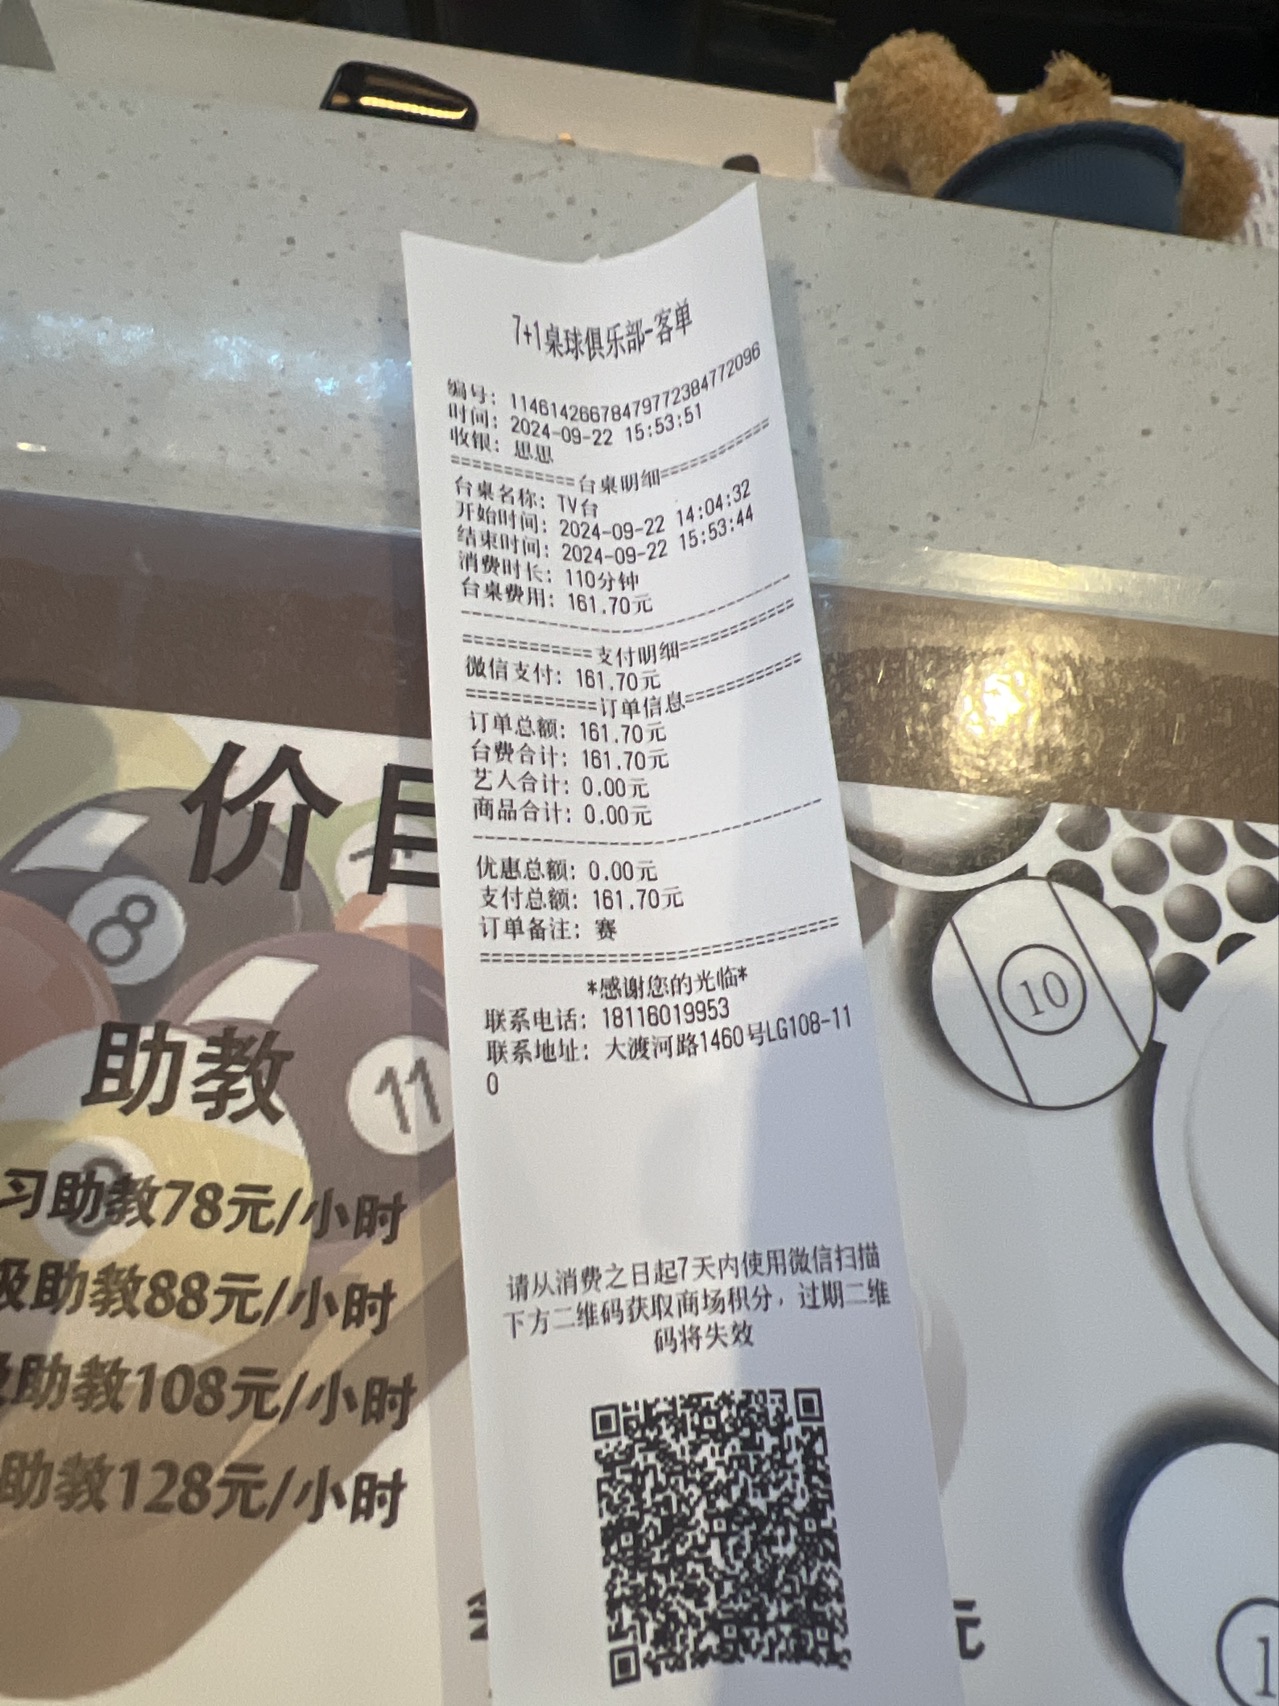 7+1桌球俱乐部-客单
编号: 1146142667847977238477​2096
时间: 2024-09-22 15:53:51
收银: 思思
============台桌明细============
台桌名称: TV台
开始时间: 2024-09-22 14:04:32
结束时间: 2024-09-22 15:53:44
消费时长: 110分钟
台桌费用: 161.70元
============支付明细============
微信支付: 161.70元
============订单信息============
订单总额: 161.70元
台费合计: 161.70元
艺人合计: 0.00元
商品合计: 0.00元
优惠总额: 0.00元
支付总额: 161.70元
订单备注: 赛
*感谢您的光临*
联系电话: 18116019953
联系地址: 大渡河路1460号LG108-11
0
请从消费之日起7天内使用微信扫描
下方二维码获取商场积分，过期二维
码将失效
价目
8
助教
11
习助教78元/小时
级助教88元/小时
助教108元/小时
助教128元/小时
10
元
1